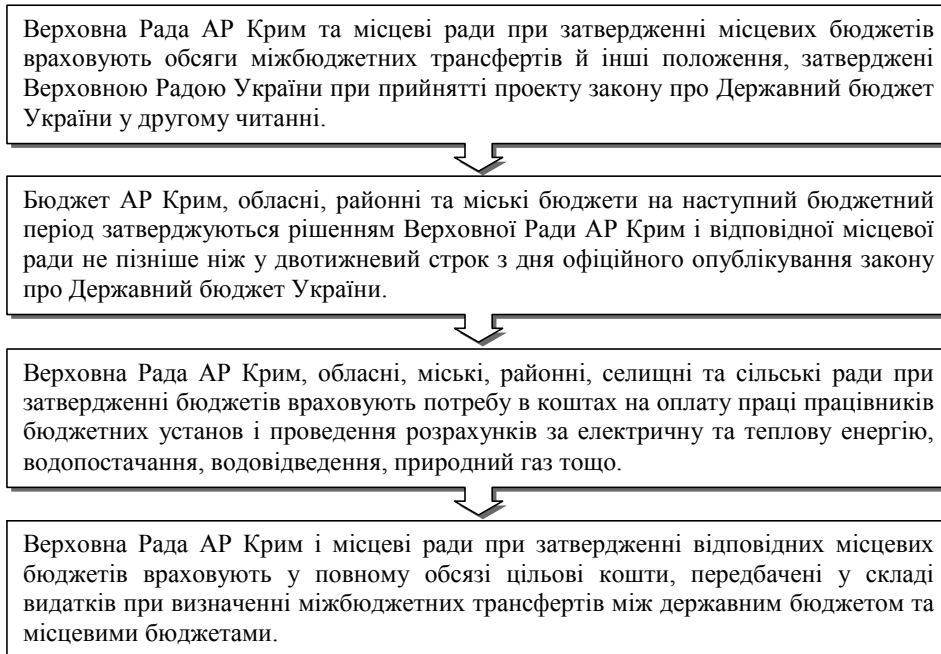 Верховна Рада АР Крим та місцеві ради при затвердженні місцевих бюджетів
враховують обсяги міжбюджетних трансфертів й інші положення, затверджені
Верховною Радою України при прийнятті проекту закону про Державний бюджет
України у другому читанні.
Бюджет АР Крим, обласні, районні та міські бюджети на наступний бюджетний
період затверджуються рішенням Верховної Ради АР Крим і відповідної місцевої
ради не пізніше ніж у двотижневий строк з дня офіційного опублікування закону
про Державний бюджет України.
Верховна Рада АР Крим, обласні, міські, районні, селищні та сільські ради при
затвердженні бюджетів враховують потребу в коштах на оплату праці працівників
бюджетних установ і проведення розрахунків за електричну та теплову енергію,
водопостачання, водовідведення, природний газ тощо.
Верховна Рада АР Крим і місцеві ради при затвердженні відповідних місцевих
бюджетів враховують у повному обсязі цільові кошти, передбачені у складі
видатків при визначенні міжбюджетних трансфертів між державним бюджетом та
місцевими бюджетами.